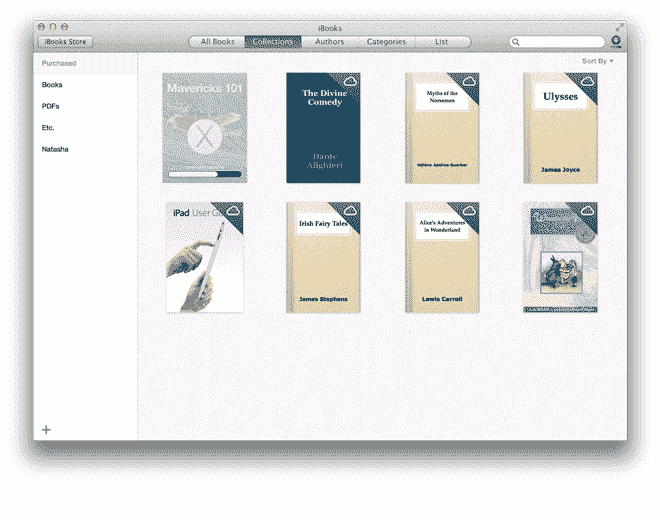 iBooks
iBooks Store
All Books
Collections
Authors
Categories
List
Sort By
Purchased
Books
PDFs
Etc.
Natasha
Mavericks 101
X
The Divine
Comedy
Dante
Alighieri
Myths of the
Norsemen
Hélène Adeline Guerber
Ulysses
James Joyce
iPad User
Irish Fairy Tales
James Stephens
Alice's Adventures
in Wonderland
Lewis Carroll